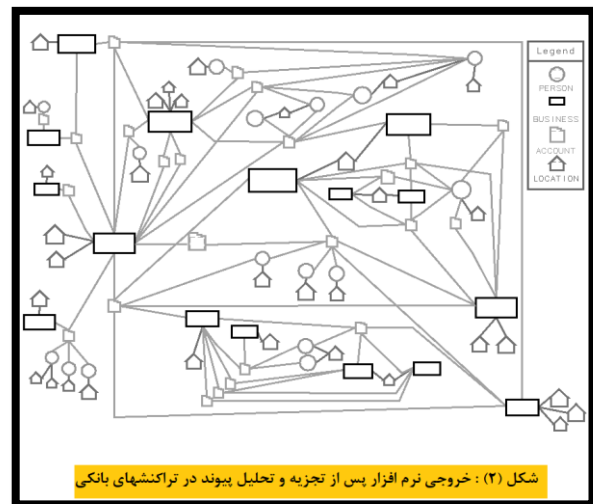 Legend
PERSON
BUSINESS
ACCOUNT
LOCATION
شکل (۲) : خروجی نرم افزار پس از تجزیه و تحلیل پیوند در تراکنشهای بانکی